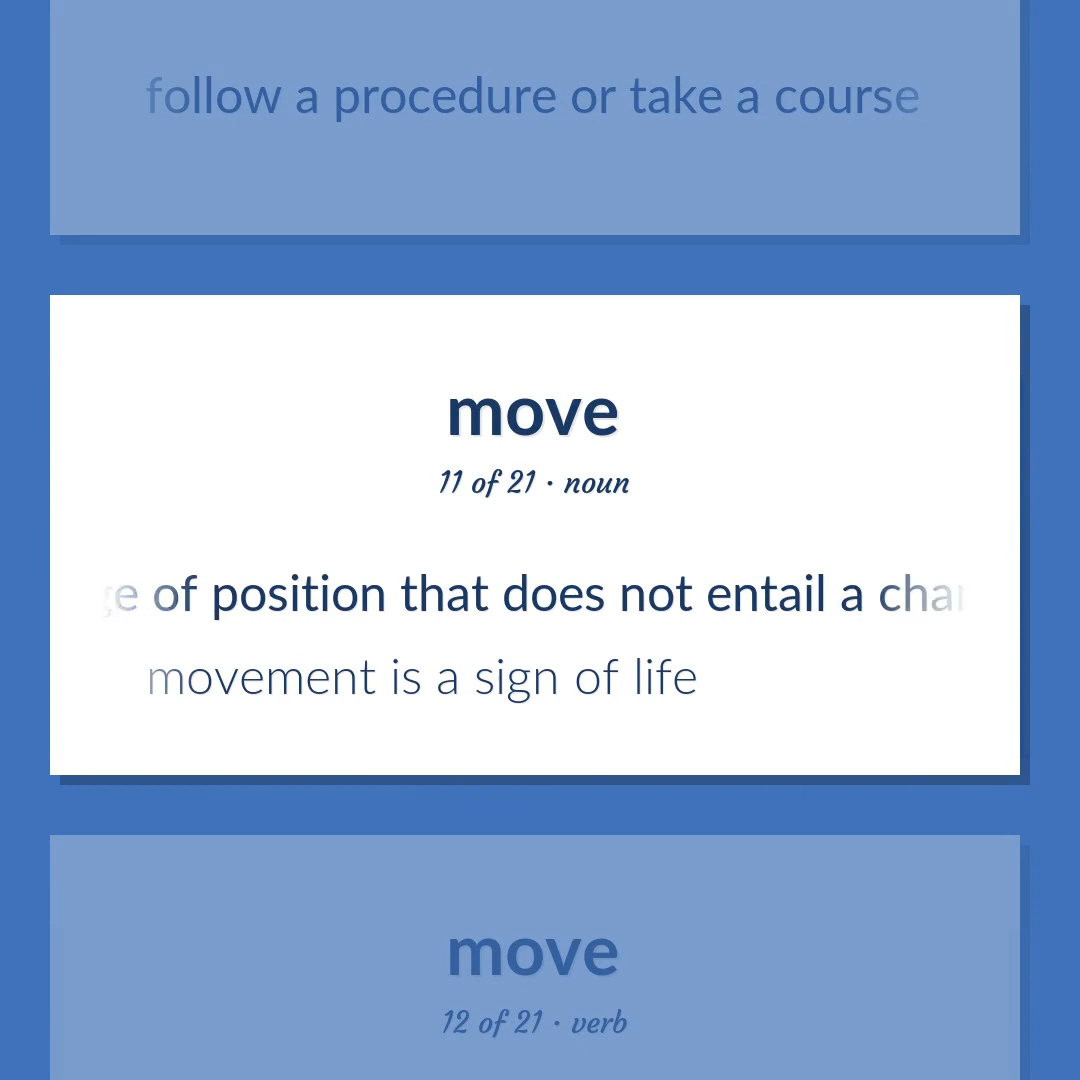 follow a procedure or take a course
move
11 of 21 · noun
of position that does not entail a
movement is a sign of life
move
12 of 21 · verb